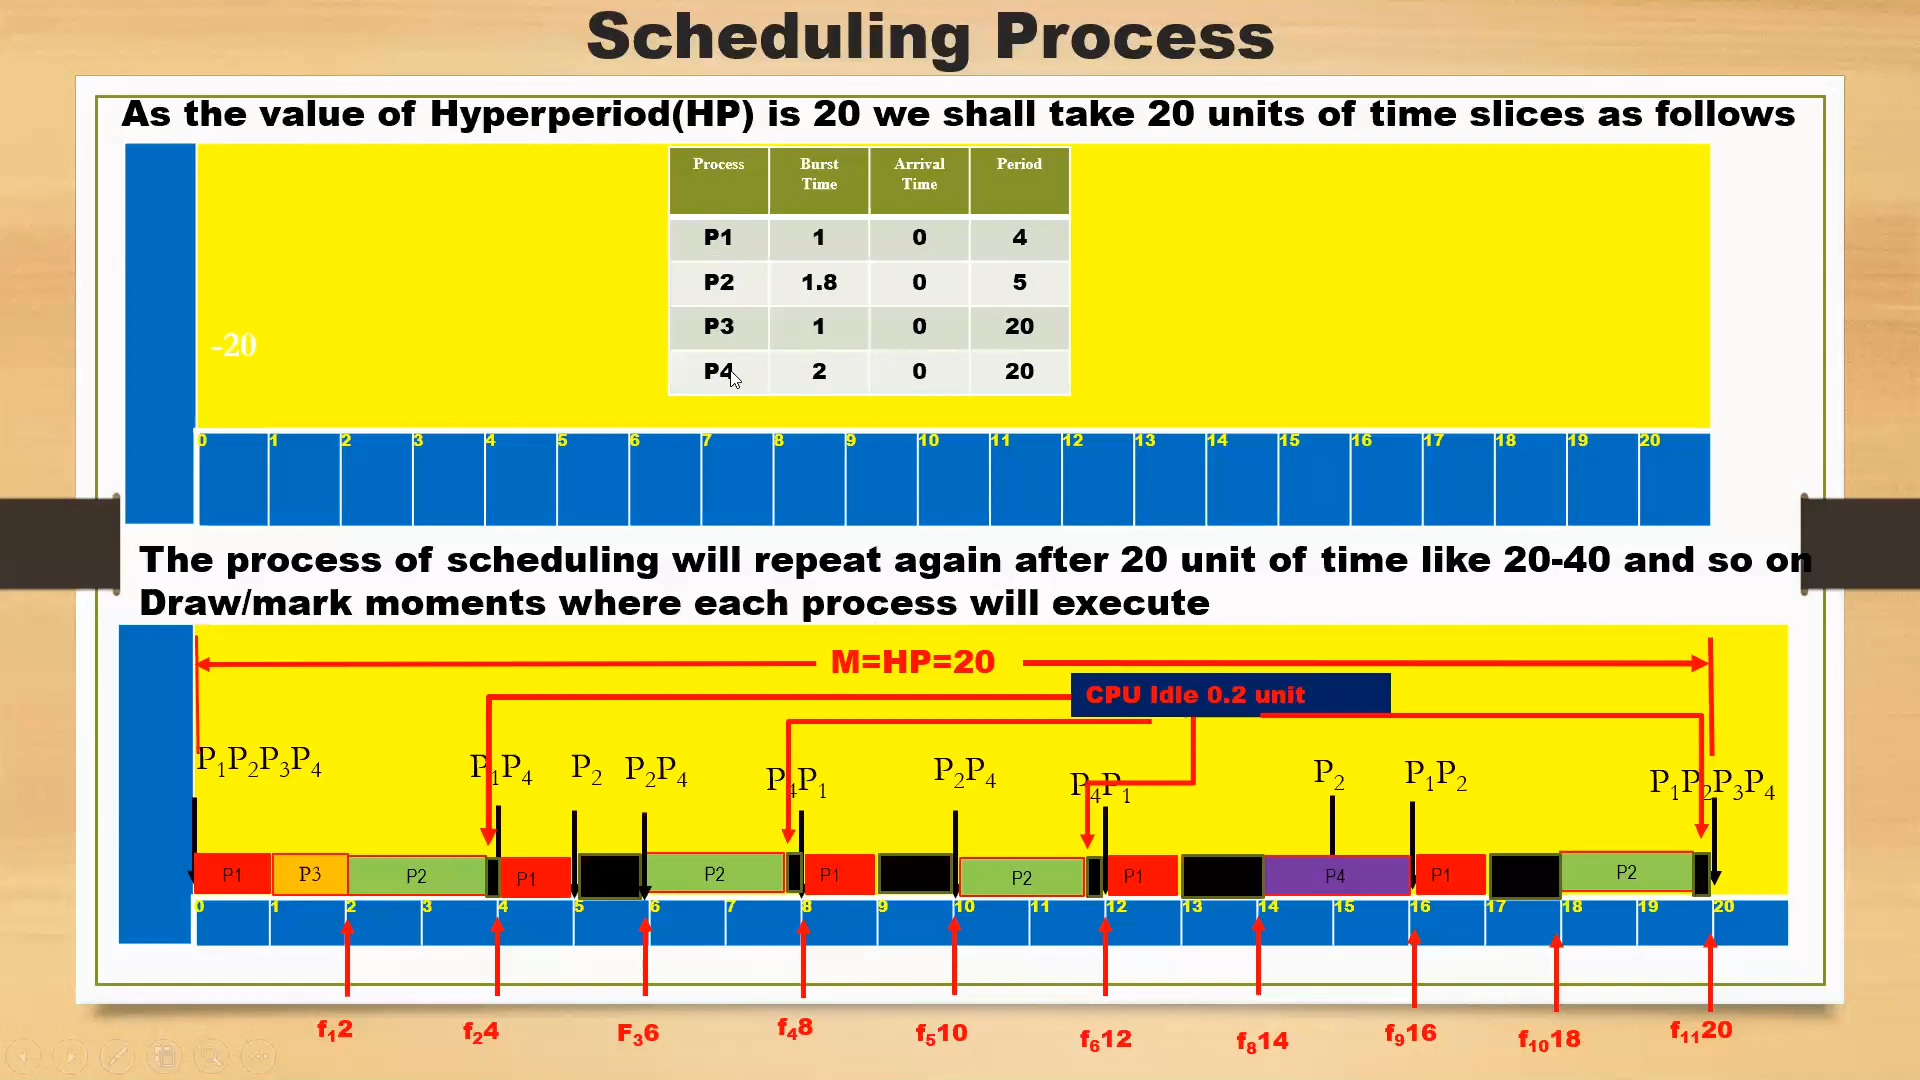 Scheduling Process
As the value of Hyperperiod(HP) is 20 we shall take 20 units of time slices as follows
Process Burst Time Arrival Time Period
P1 1 0 4
P2 1.8 0 5
P3 1 0 20
P4 2 0 20
-20
0 1 2 3 4 5 6 7 8 9 10 11 12 13 14 15 16 17 18 19 20
The process of scheduling will repeat again after 20 unit of time like 20-40 and so on
Draw/mark moments where each process will execute
M=HP=20
CPU Idle 0.2 unit
P₁P₂P₃P₄ P₁P₄ P₂ P₂P₄ P₄P₁ P₂P₄ P₄P₁ P₂ P₁P₂ P₁P₂P₃P₄
P1 P3 P2 P1 P2 P1 P2 P1 P4 P1 P2
0 1 2 3 4 5 6 7 8 9 10 11 12 13 14 15 16 17 18 19 20
f₁2 f₂4 F₃6 f₄8 f₅10 f₆12 f₈14 f₉16 f₁₀18 f₁₁20